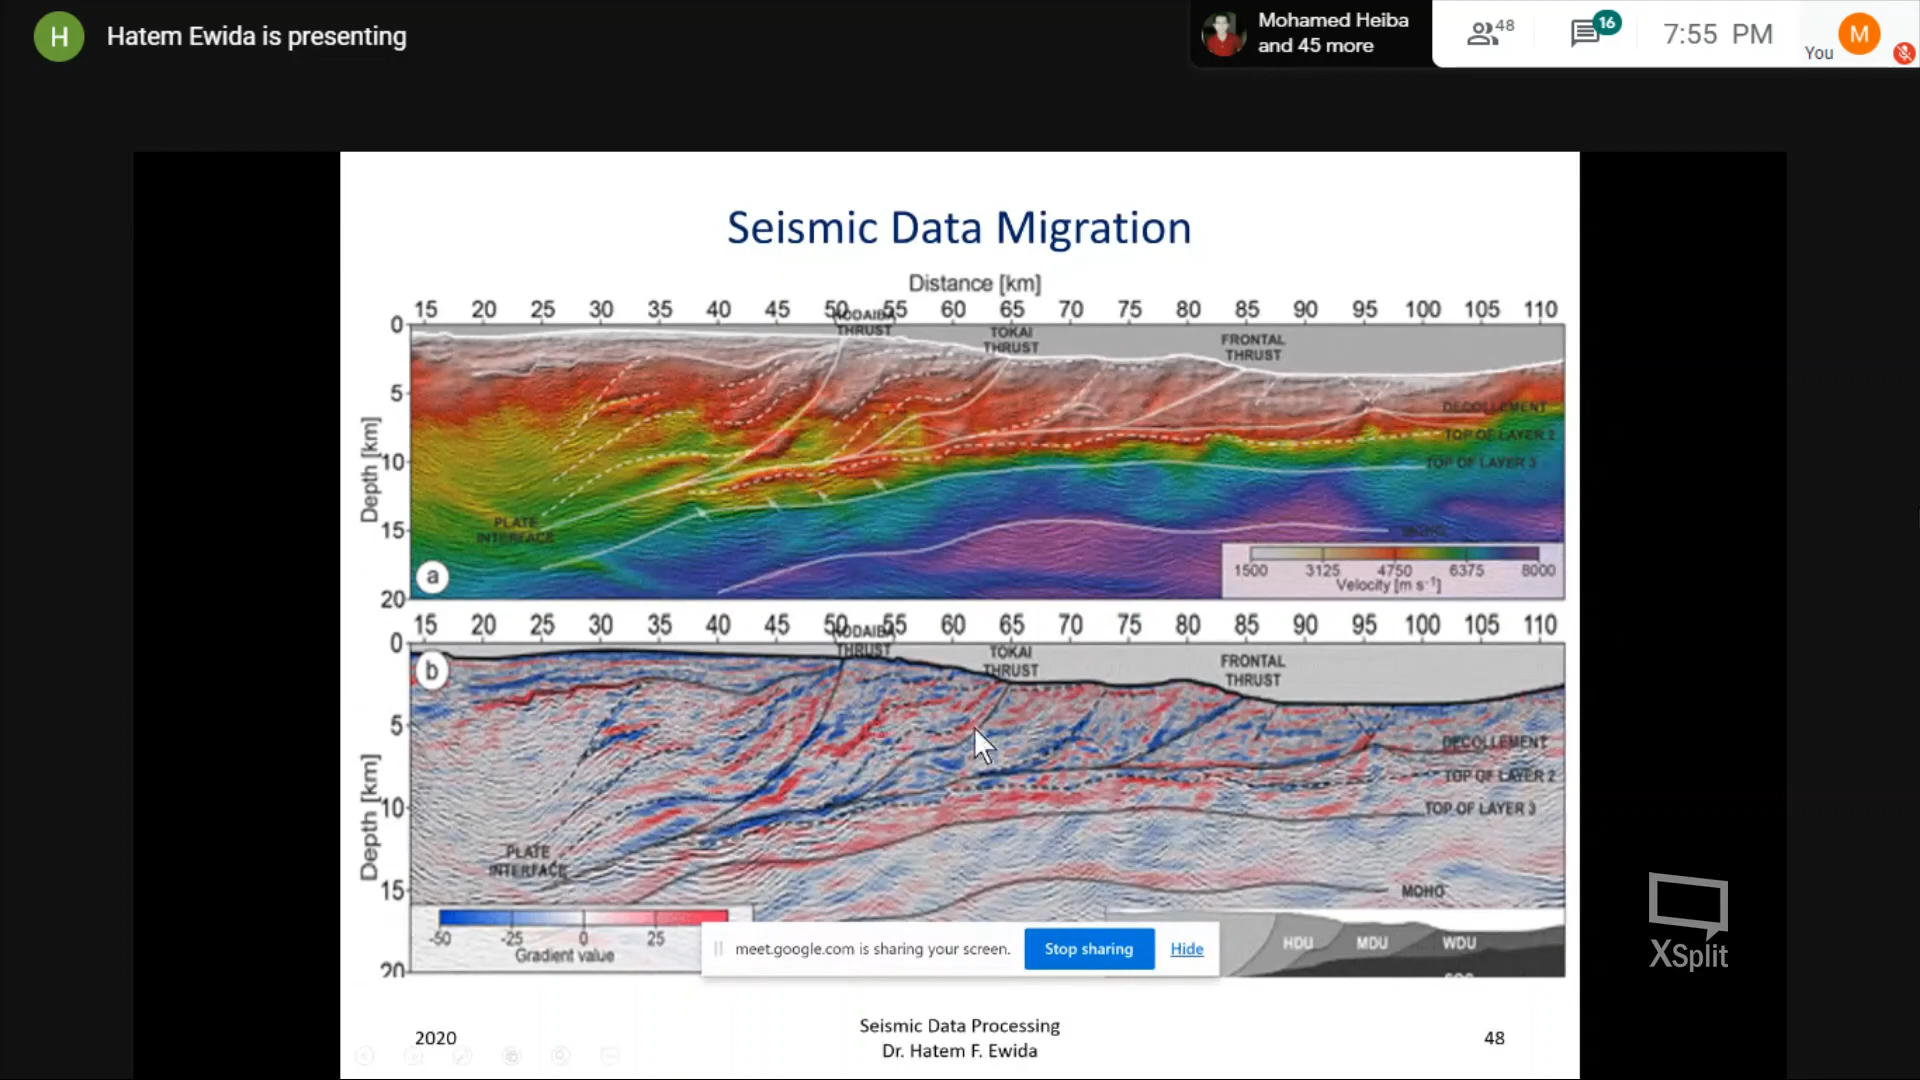 H
Hatem Ewida is presenting
Mohamed Heiba
and 45 more
48
16
7:55 PM
You
M
Seismic Data Migration
Distance [km]
15 20 25 30 35 40 45 50 55 60 65 70 75 80 85 90 95 100 105 110
KODAIBA
THRUST
TOKAI
THRUST
FRONTAL
THRUST
0
5
10
15
20
Depth [km]
DECOLLEMENT
TOP OF LAYER 2
TOP OF LAYER 3
PLATE
INTERFACE
a
1500 3125 4750 6375 8000
Velocity [m s⁻¹]
15 20 25 30 35 40 45 50 55 60 65 70 75 80 85 90 95 100 105 110
KODAIBA
THRUST
TOKAI
THRUST
FRONTAL
THRUST
b
0
5
10
15
20
Depth [km]
DECOLLEMENT
TOP OF LAYER 2
TOP OF LAYER 3
PLATE
INTERFACE
MOHO
-50 -25 0 25
Gradient value
HDU MDU WDU
meet.google.com is sharing your screen.
Stop sharing
Hide
XSplit
2020
Seismic Data Processing
Dr. Hatem F. Ewida
48